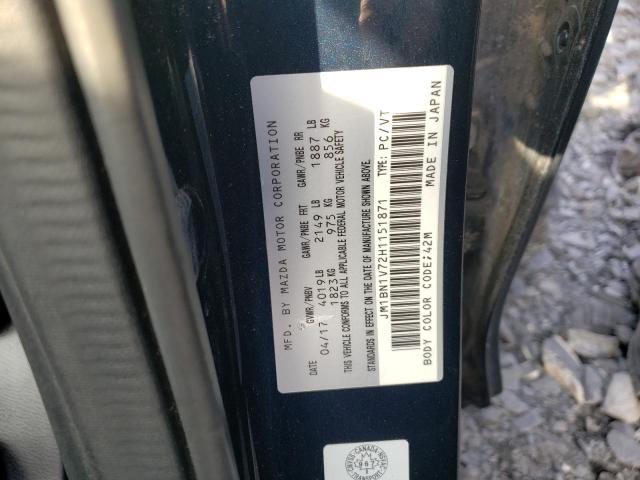 MFD. BY MAZDA MOTOR CORPORATION
GVWR/PNBV GAWR/PNBE FRT GAWR/PNBE RR
DATE 04/17 4019 LB 2149 LB 1887 LB
1823 KG 975 KG 856 KG
THIS VEHICLE CONFORMS TO ALL APPLICABLE FEDERAL MOTOR VEHICLE SAFETY
STANDARDS IN EFFECT ON THE DATE OF MANUFACTURE SHOWN ABOVE.
JM1BN1V72H1151871 TYPE: PC/VT
BODY COLOR CODE;42M MADE IN JAPAN
CANADA
967
TRANSPORT